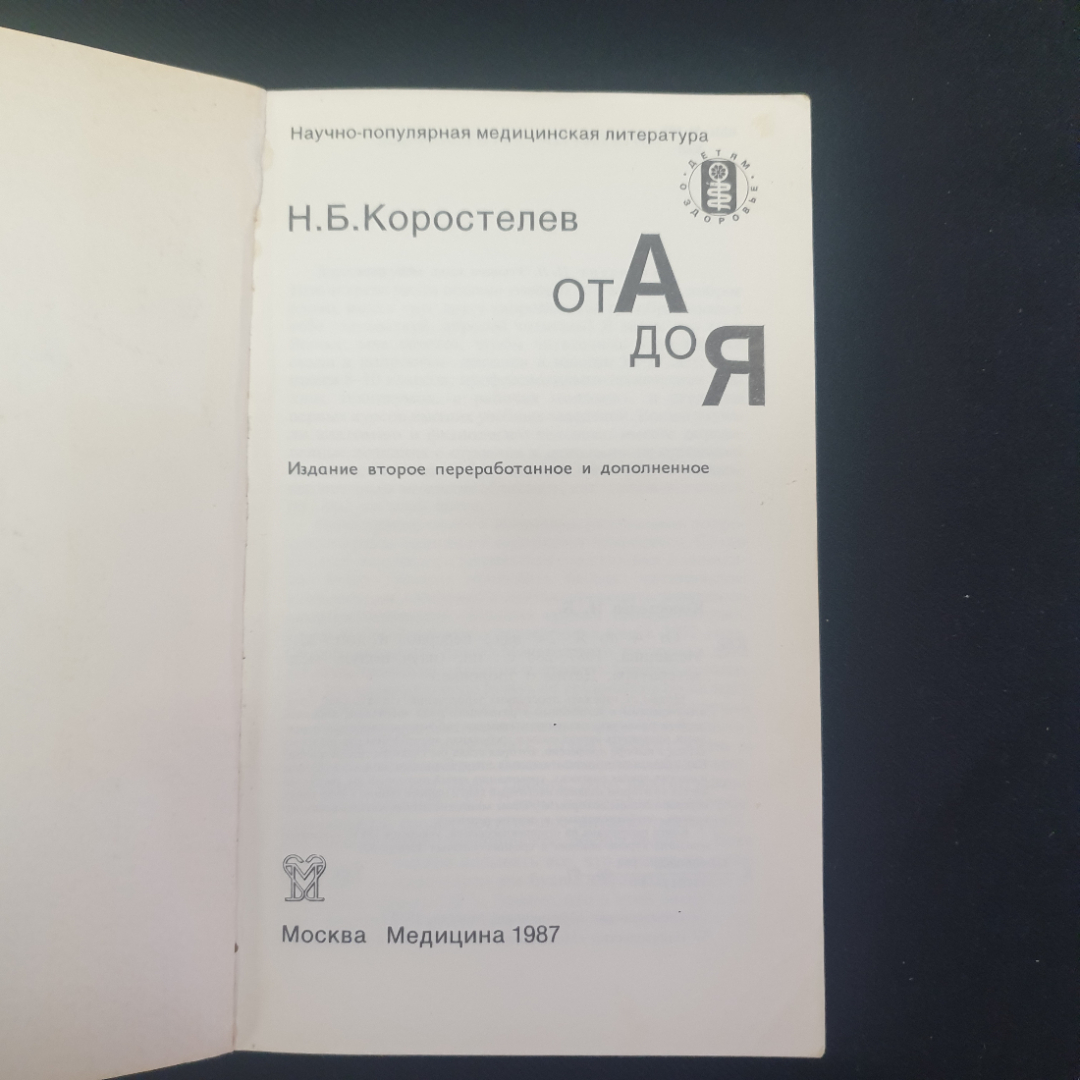 Научно-популярная медицинская литература
ДЕТЯМ · О ЗДОРОВЬЕ ·
Н.Б.Коростелев
ОТ А
ДО Я
Издание второе переработанное и дополненное
Москва Медицина 1987